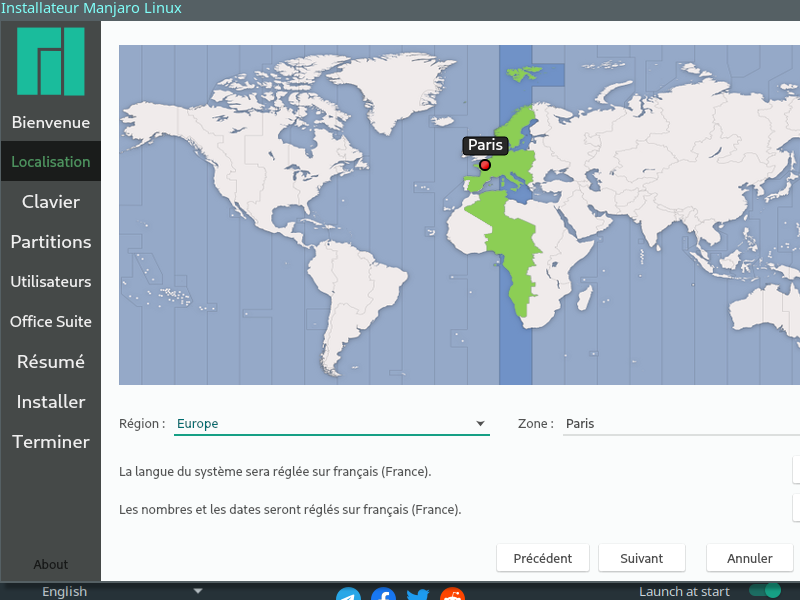 Installateur Manjaro Linux
Bienvenue
Localisation
Clavier
Partitions
Utilisateurs
Office Suite
Résumé
Installer
Terminer
About
Paris
Région : Europe Zone : Paris
La langue du système sera réglée sur français (France).
Les nombres et les dates seront réglés sur français (France).
Précédent Suivant Annuler
English Launch at start